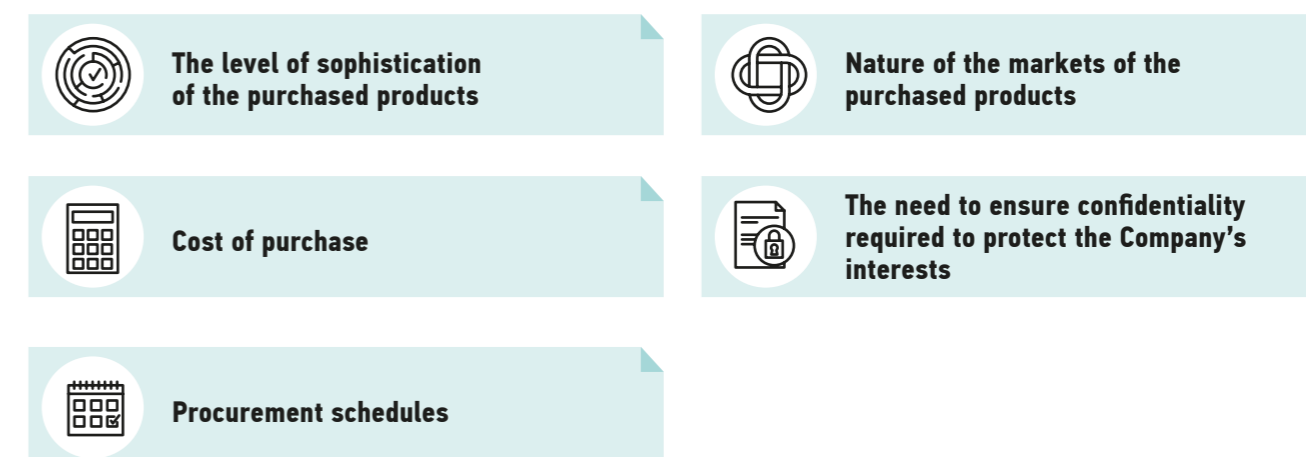 The level of sophistication
of the purchased products
Nature of the markets of the
purchased products
Cost of purchase
The need to ensure confidentiality
required to protect the Company’s
interests
Procurement schedules